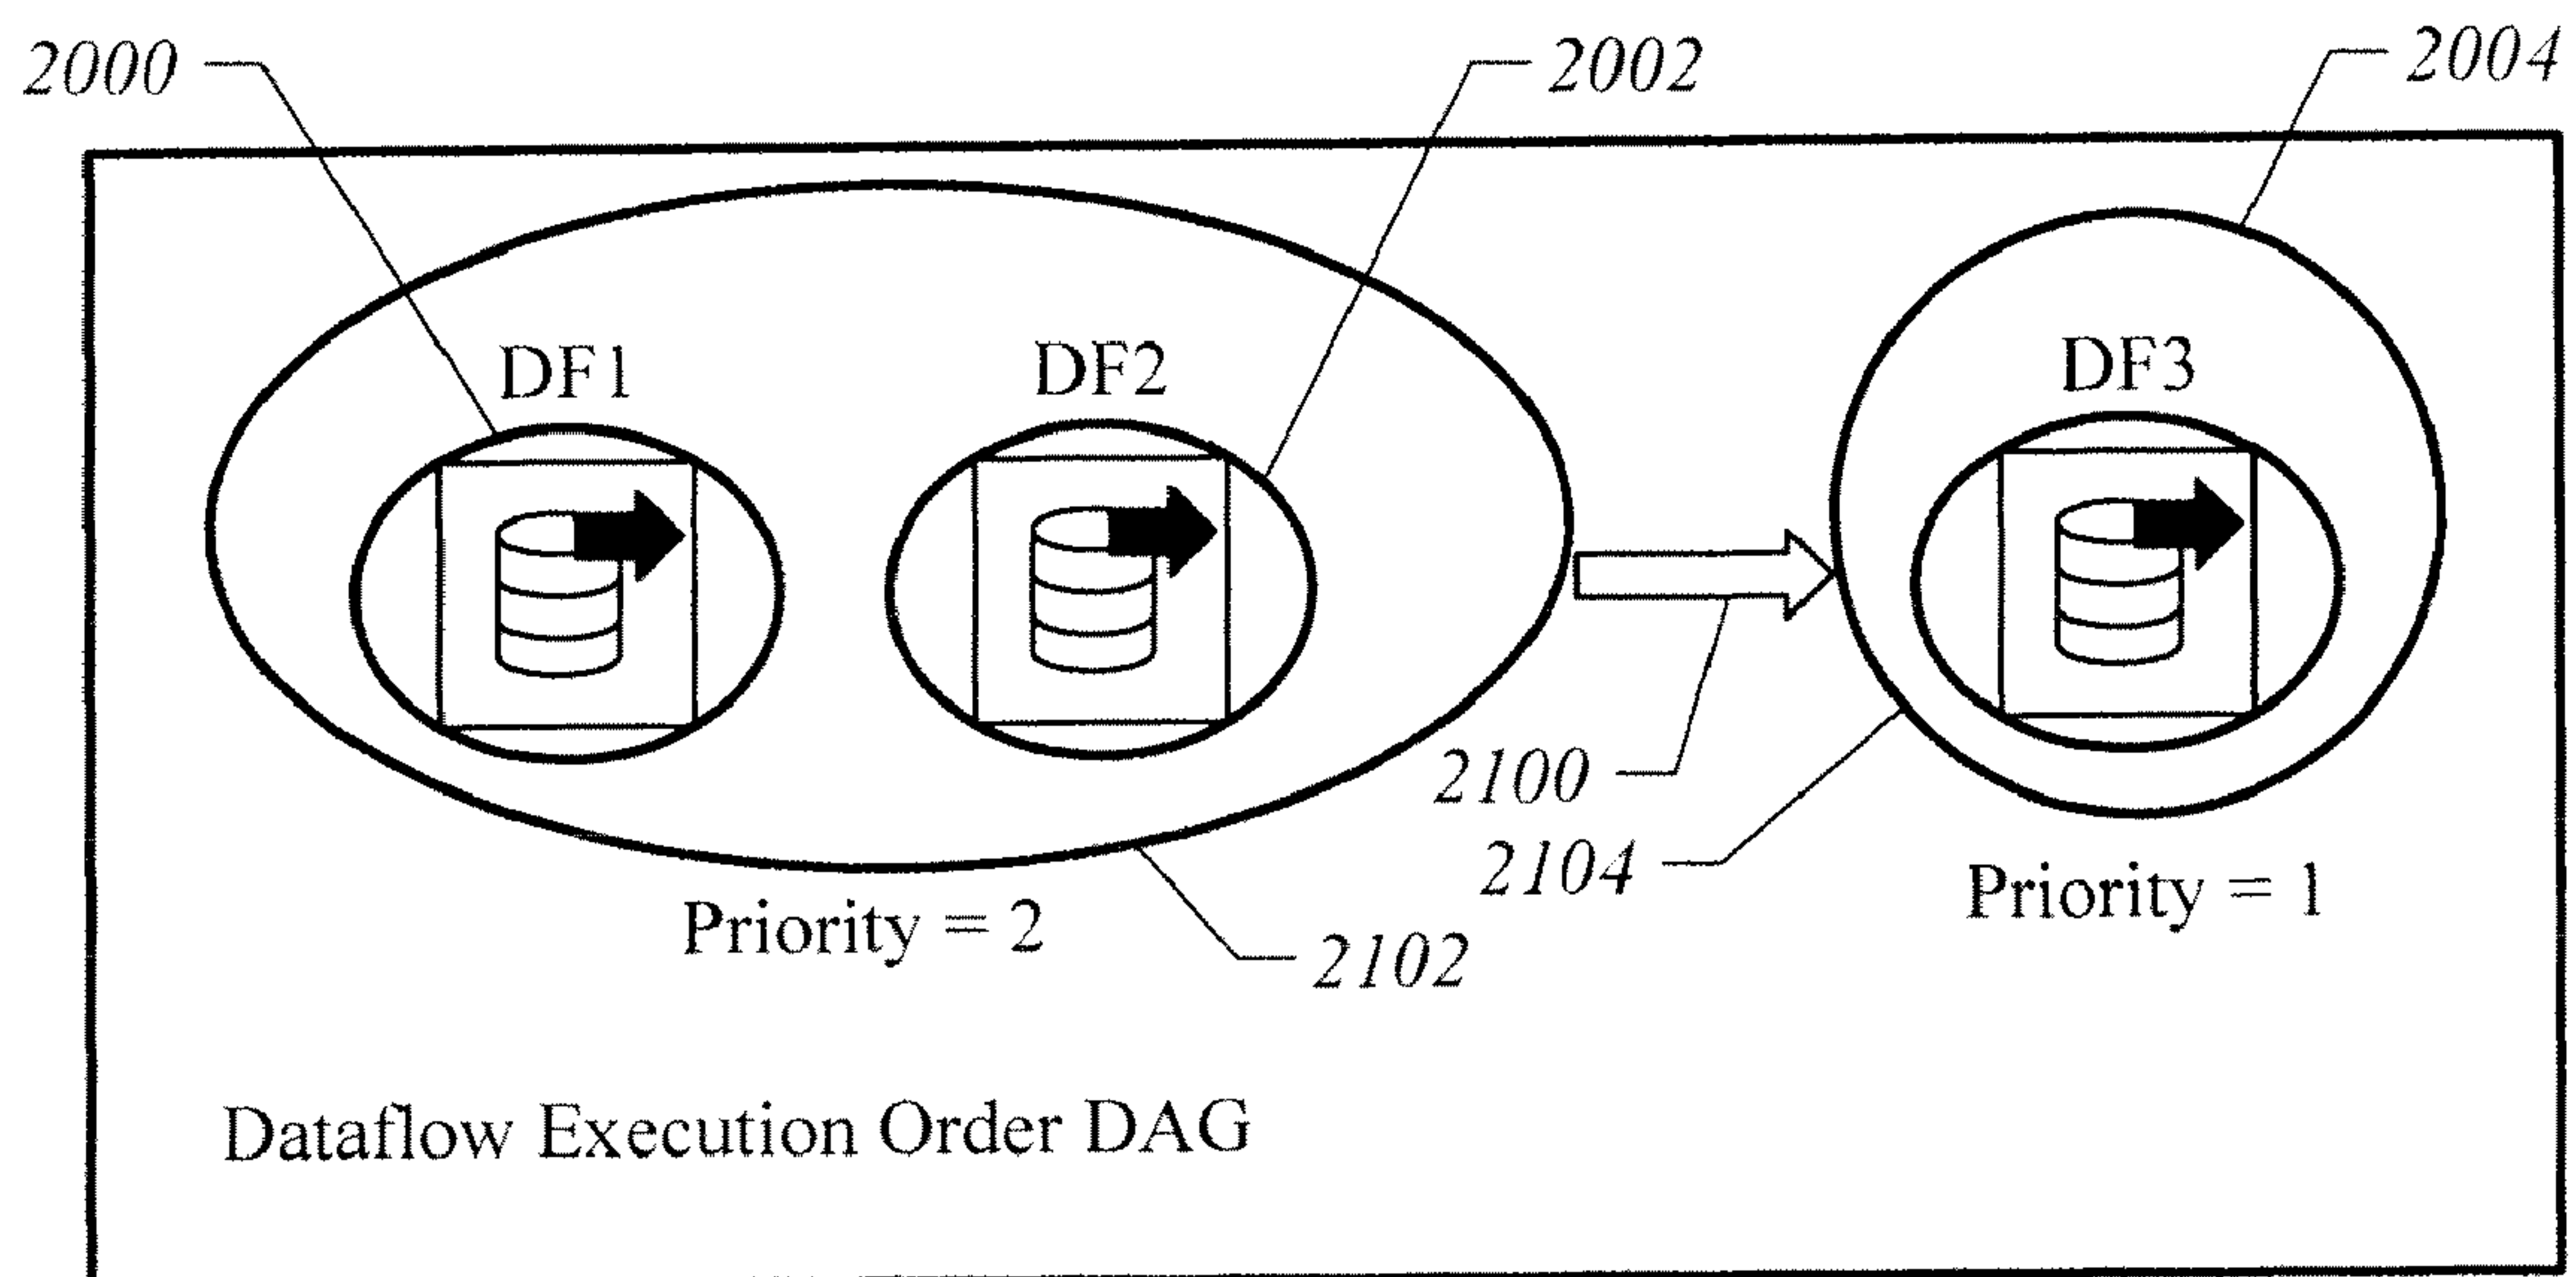 2000
2002
2004
DF1
DF2
DF3
2100
2104
Priority = 1
Priority = 2
2102
Dataflow Execution Order DAG